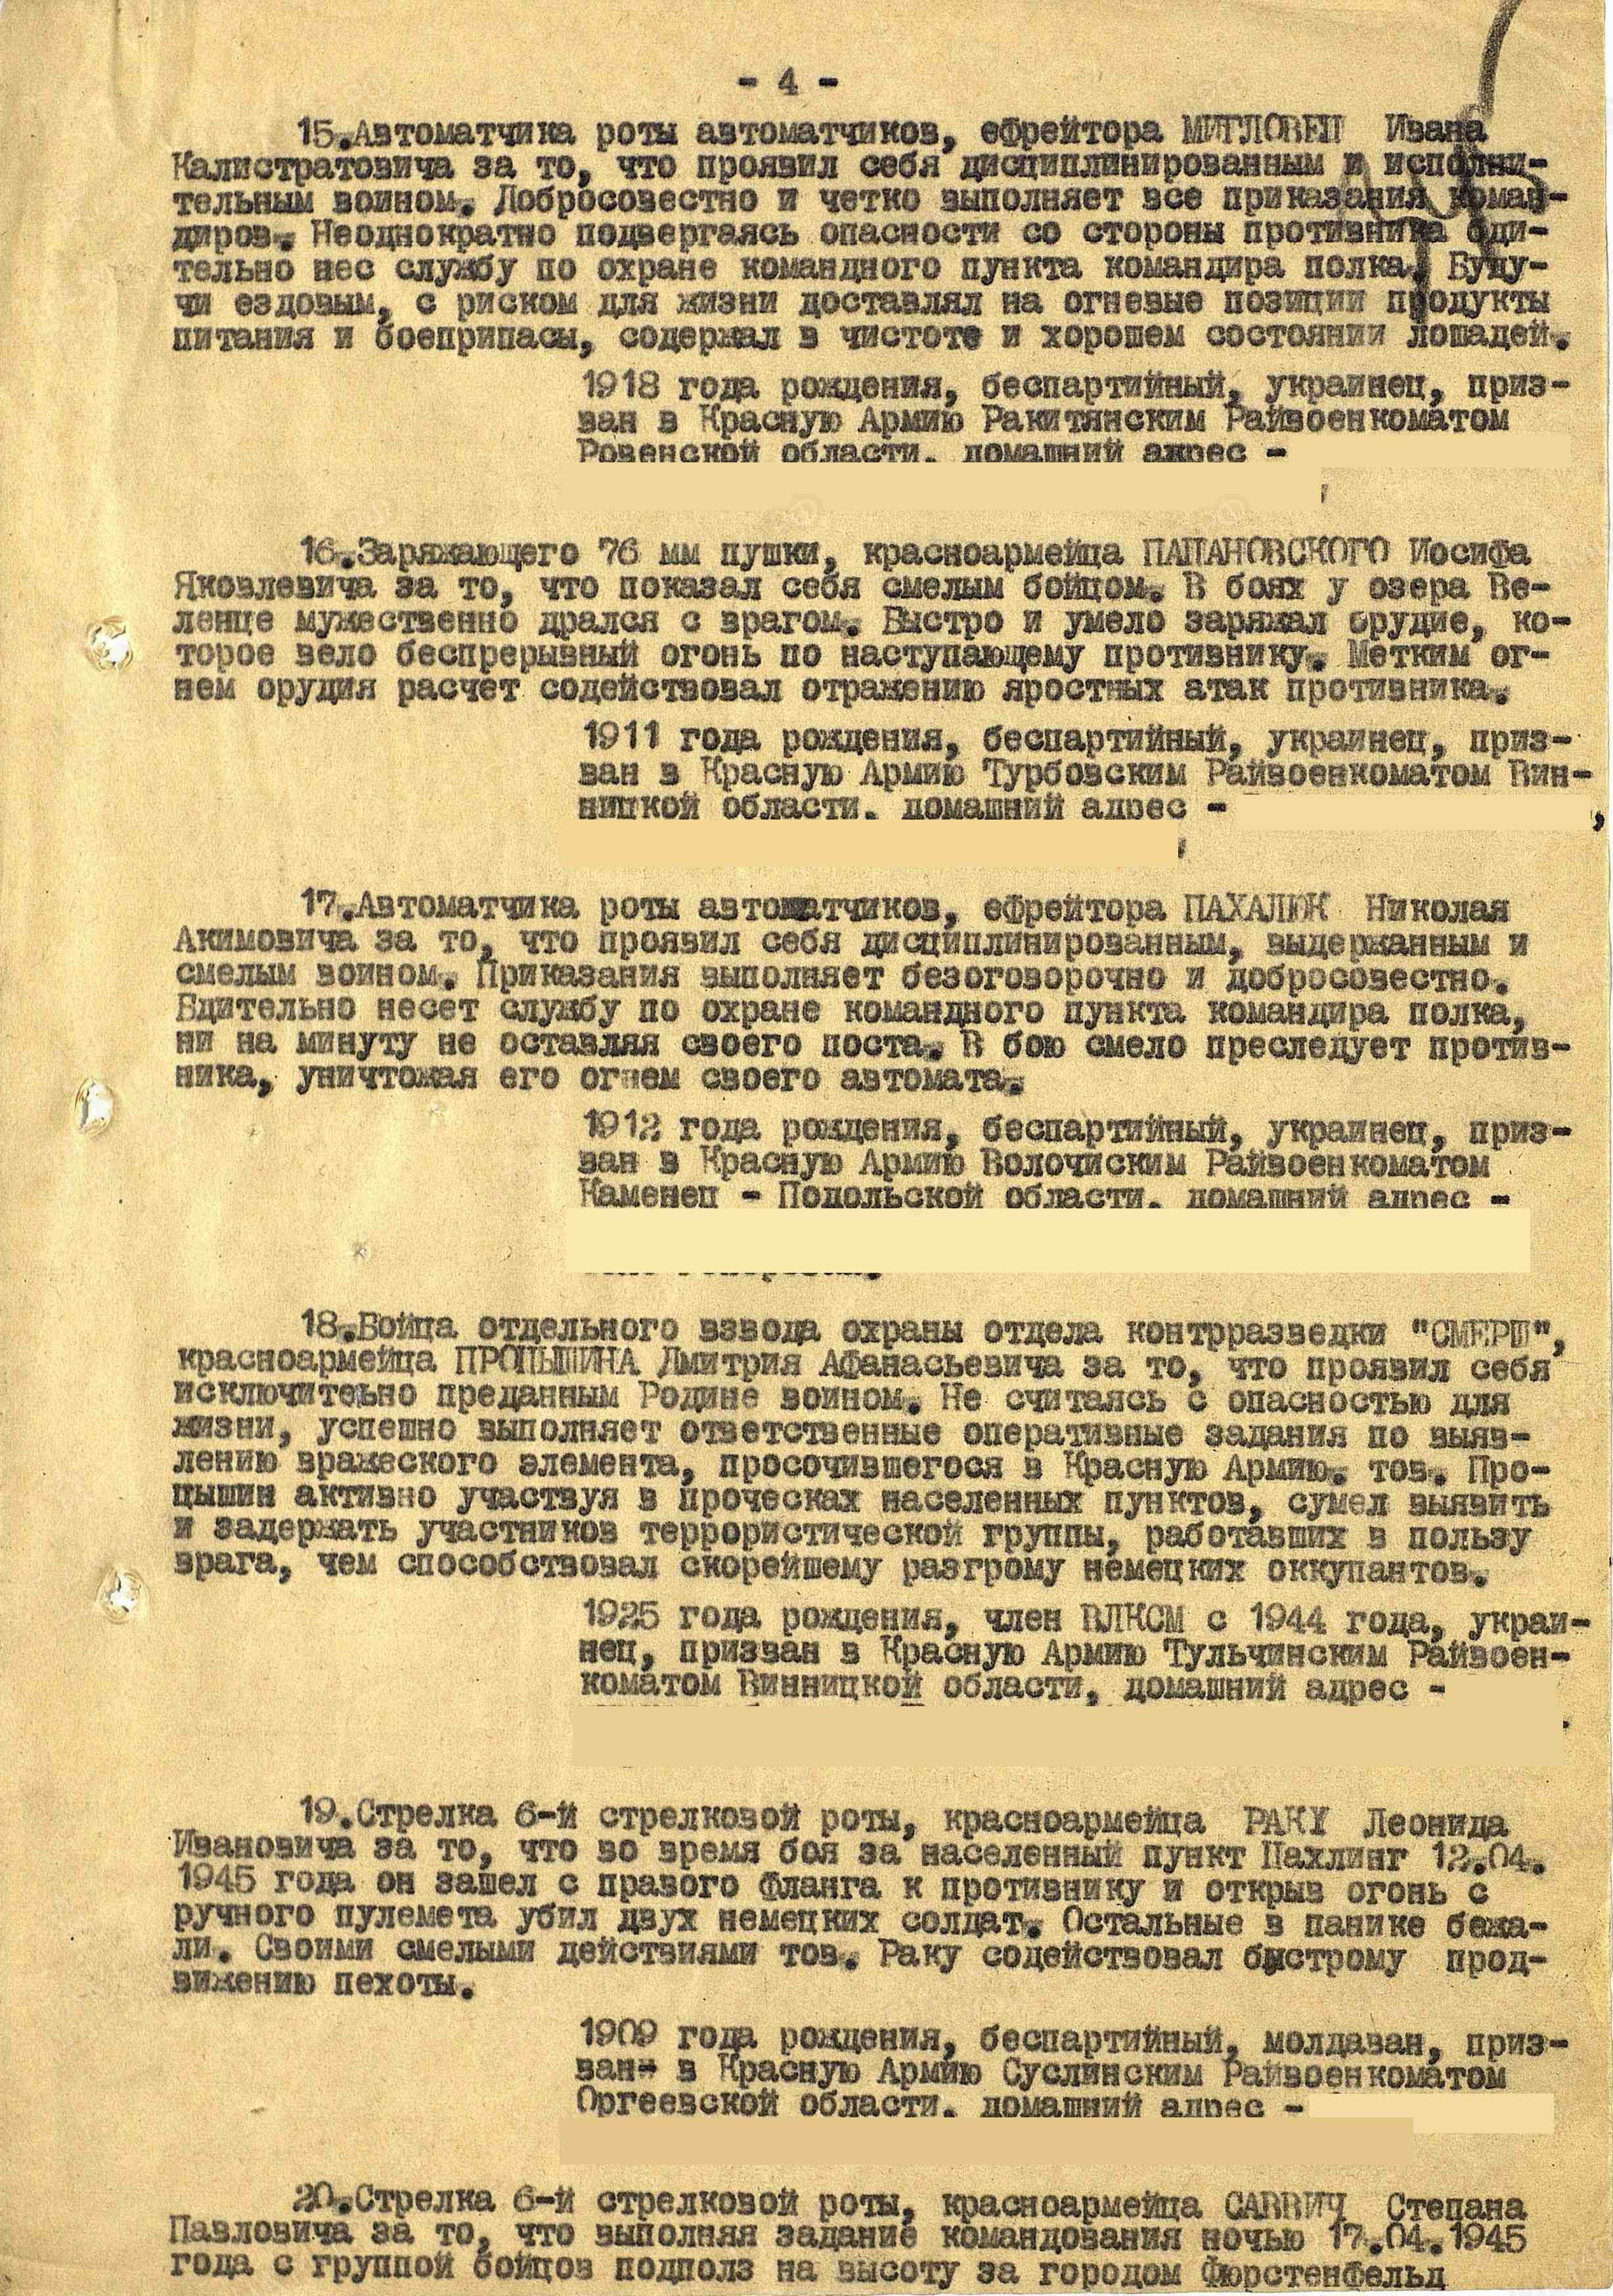 - 4 -
15.Автоматчика роты автоматчиков, ефрейтора МИГЛОВЕЦ Ивана
Калистратовича за то, что проявил себя дисциплинированным и исполни-
тельным воином. Добросовестно и четко выполняет все приказания коман-
диров. Неоднократно подвергаясь опасности со стороны противника бди-
тельно нес службу по охране командного пункта командира полка. Буду-
чи ездовым, с риском для жизни доставлял на огневые позиции продукты
питания и боеприпасы, содержал в чистоте и хорошем состоянии лошадей.
1918 года рождения, беспартийный, украинец, приз-
ван в Красную Армию Ракитянским Райвоенкоматом
Ровенской области, домашний адрес -
16.Заряжающего 76 мм пушки, красноармейца ПАПАНОВСКОГО Иосифа
Яковлевича за то, что показал себя смелым бойцом. В боях у озера Ве-
ленце мужественно дрался с врагом. Быстро и умело заряжал орудие, ко-
торое вело беспрерывный огонь по наступающему противнику. Метким ог-
нем орудия расчет содействовал отражению яростных атак противника.
1911 года рождения, беспартийный, украинец, приз-
ван в Красную Армию Турбовским Райвоенкоматом Вин-
ницкой области, домашний адрес -
17.Автоматчика роты автоматчиков, ефрейтора ПАХАЛЮК Николая
Акимовича за то, что проявил себя дисциплинированным, выдержанным и
смелым воином. Приказания выполняет безоговорочно и добросовестно.
Бдительно несет службу по охране командного пункта командира полка,
ни на минуту не оставляя своего поста. В бою смело преследует против-
ника, уничтожая его огнем своего автомата.
1912 года рождения, беспартийный, украинец, приз-
ван в Красную Армию Волочиским Райвоенкоматом
Каменец - Подольской области, домашний адрес -
18.Бойца отдельного взвода охраны отдела контрразведки "СМЕРШ",
красноармейца ПРОЦЫШИНА Дмитрия Афанасьевича за то, что проявил себя
исключитеьно преданным Родине воином. Не считаясь с опасностью для
жизни, успешно выполняет ответственные оперативные задания по выяв-
лению вражеского элемента, просочившегося в Красную Армию. тов. Про-
цышин активно участвуя в проческах населенных пунктов, сумел выявить
и задержать участников террористической группы, работавших в пользу
врага, чем способствовал скорейшему разгрому немецких оккупантов.
1925 года рождения, член ВЛКСМ с 1944 года, украи-
нец, призван в Красную Армию Тульчинским Райвоен-
коматом Винницкой области, домашний адрес -
19.Стрелка 6-й стрелковой роты, красноармейца РАКУ Леонида
Ивановича за то, что во время боя за населенный пункт Пахлинг 12.04.
1945 года он зашел с правого фланга к противнику и открыв огонь с
ручного пулемета убил двух немецких солдат. Остальные в панике бежа-
ли. Своими смелыми действиями тов. Раку содействовал быстрому прод-
вижению пехоты.
1909 года рождения, беспартийный, молдаван, приз-
ван- в Красную Армию Суслинским Райвоенкоматом
Оргеевской области, домашний адрес -
20.Стрелка 6-й стрелковой роты, красноармейца САВВИЧ Степана
Павловича за то, что выполняя задание командования ночью 17.04.1945
года с группой бойцов подполз на высоту за городом Фюрстенфельд